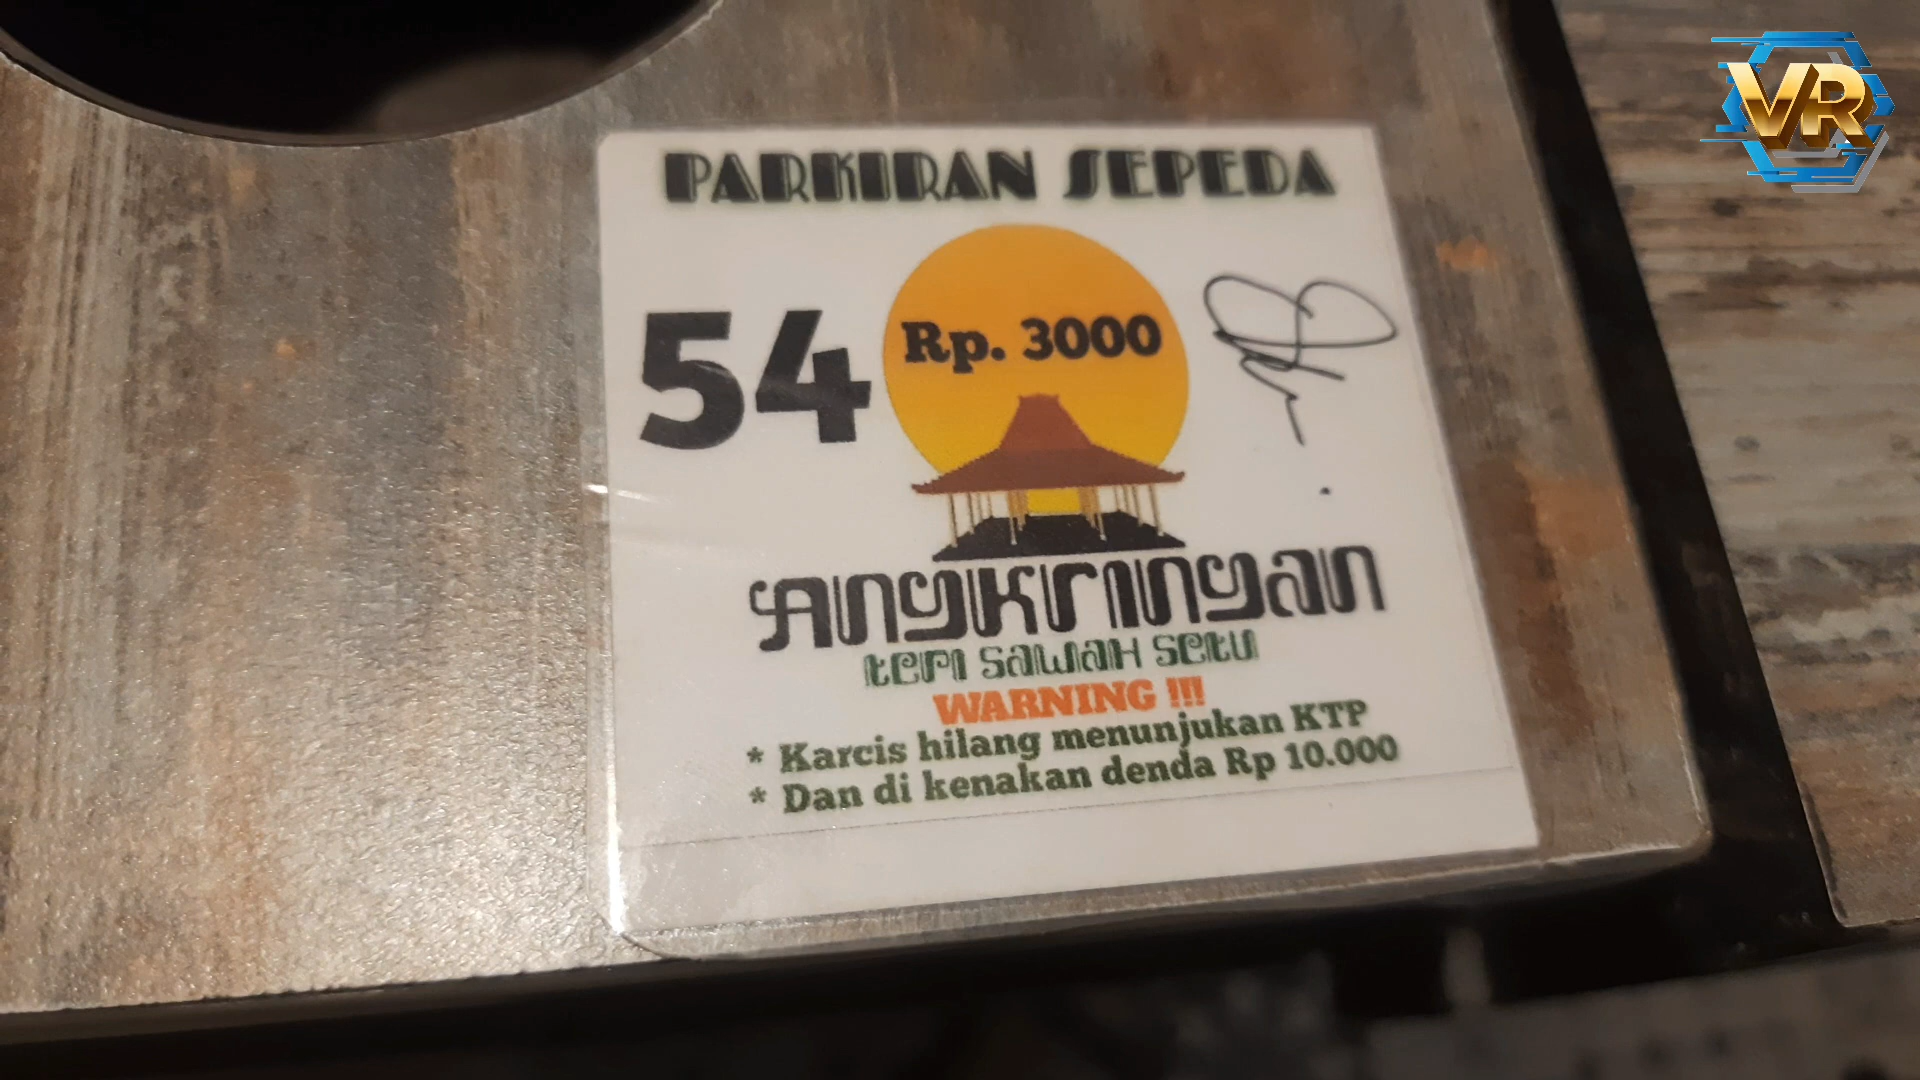 VR
PARKIRAN SEPEDA
54
Rp. 3000
Angkringan
tepi sawah setu
WARNING !!!
* Karcis hilang menunjukan KTP
* Dan di kenakan denda Rp 10.000